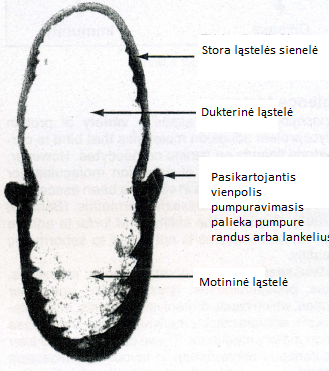 Stora ląstelės sienelė
Dukterinė ląstelė
Pasikartojantis
vienpolis
pumpuravimasis
palieka pumpure
randus arba lankelius
Motininė ląstelė